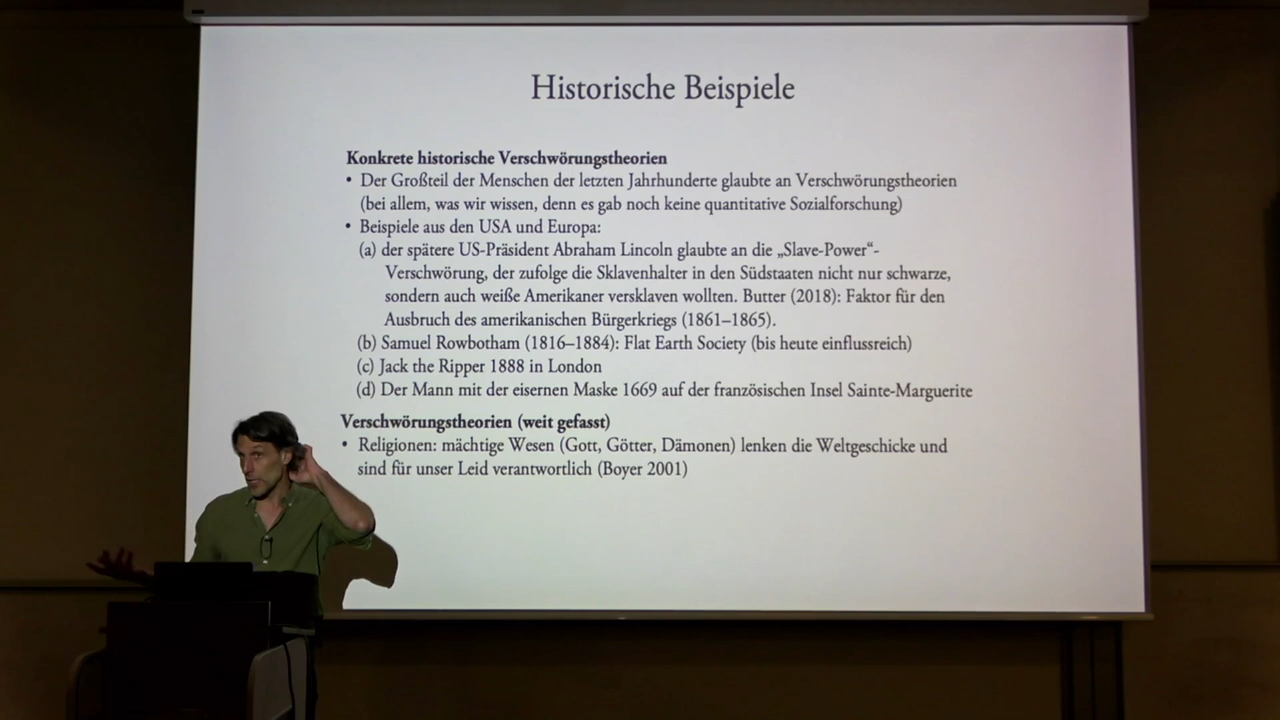 Historische Beispiele
Konkrete historische Verschwörungstheorien
• Der Großteil der Menschen der letzten Jahrhunderte glaubte an Verschwörungstheorien
(bei allem, was wir wissen, denn es gab noch keine quantitative Sozialforschung)
• Beispiele aus den USA und Europa:
(a) der spätere US-Präsident Abraham Lincoln glaubte an die „Slave-Power“-
Verschwörung, der zufolge die Sklavenhalter in den Südstaaten nicht nur schwarze,
sondern auch weiße Amerikaner versklaven wollten. Butter (2018): Faktor für den
Ausbruch des amerikanischen Bürgerkriegs (1861–1865).
(b) Samuel Rowbotham (1816–1884): Flat Earth Society (bis heute einflussreich)
(c) Jack the Ripper 1888 in London
(d) Der Mann mit der eisernen Maske 1669 auf der französischen Insel Sainte-Marguerite
Verschwörungstheorien (weit gefasst)
• Religionen: mächtige Wesen (Gott, Götter, Dämonen) lenken die Weltgeschicke und
sind für unser Leid verantwortlich (Boyer 2001)